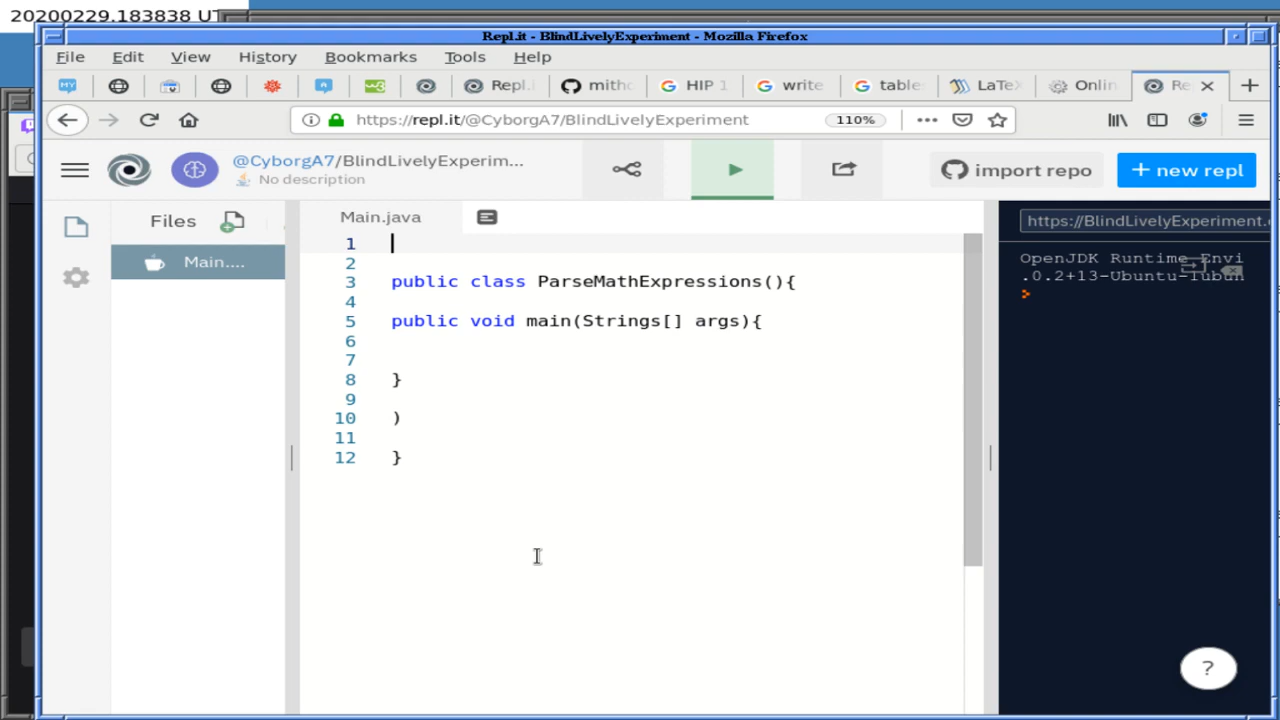 20200229.183838 UT
Repl.it - BlindLivelyExperiment - Mozilla Firefox
File Edit View History Bookmarks Tools Help
Repl. mitho HIP 1 write table LaTeX Onlin Re
https://repl.it/@CyborgA7/BlindLivelyExperiment 110%
@CyborgA7/BlindLivelyExperim...
No description
import repo
+ new repl
Files
Main....
Main.java
1
2
3 public class ParseMathExpressions(){
4
5 public void main(Strings[] args){
6
7
8 }
9
10 )
11
12 }
https://BlindLivelyExperiment.
OpenJDK Runtime Envi
.0.2+13-Ubuntu-1ubun
>
?